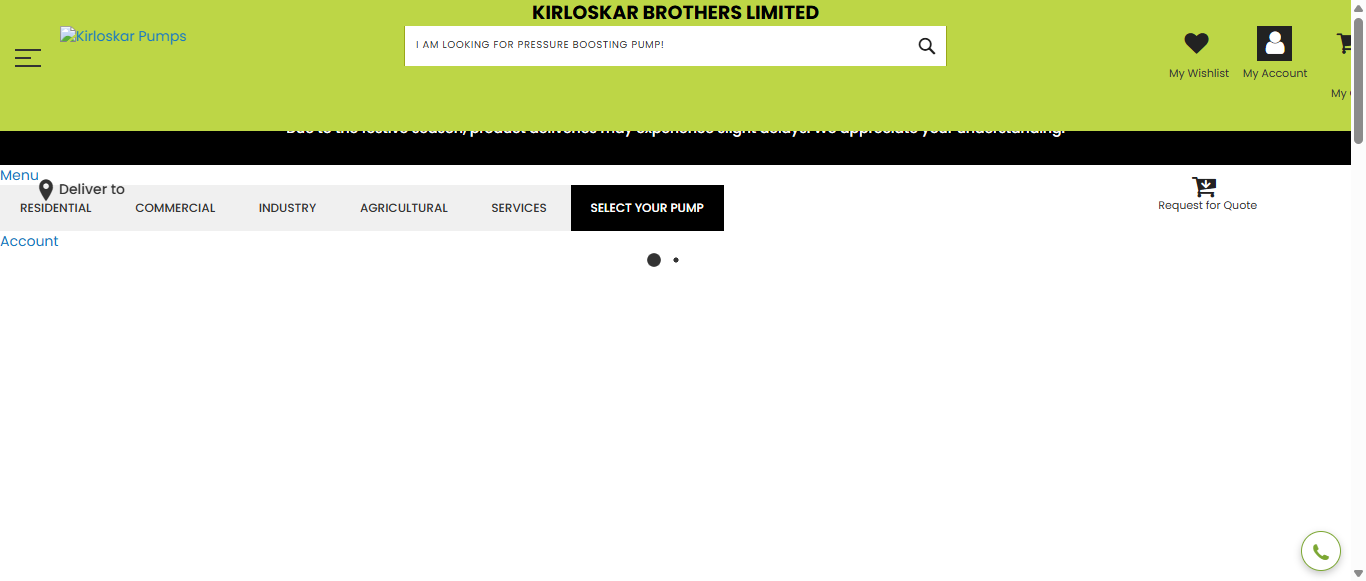 KIRLOSKAR BROTHERS LIMITED
Kirloskar Pumps
I AM LOOKING FOR PRESSURE BOOSTING PUMP!
My Wishlist
My Account
My
Due to the festive season, product deliveries may experience slight delays. We appreciate your understanding.
Menu
Deliver to
RESIDENTIAL
COMMERCIAL
INDUSTRY
AGRICULTURAL
SERVICES
SELECT YOUR PUMP
Request for Quote
Account